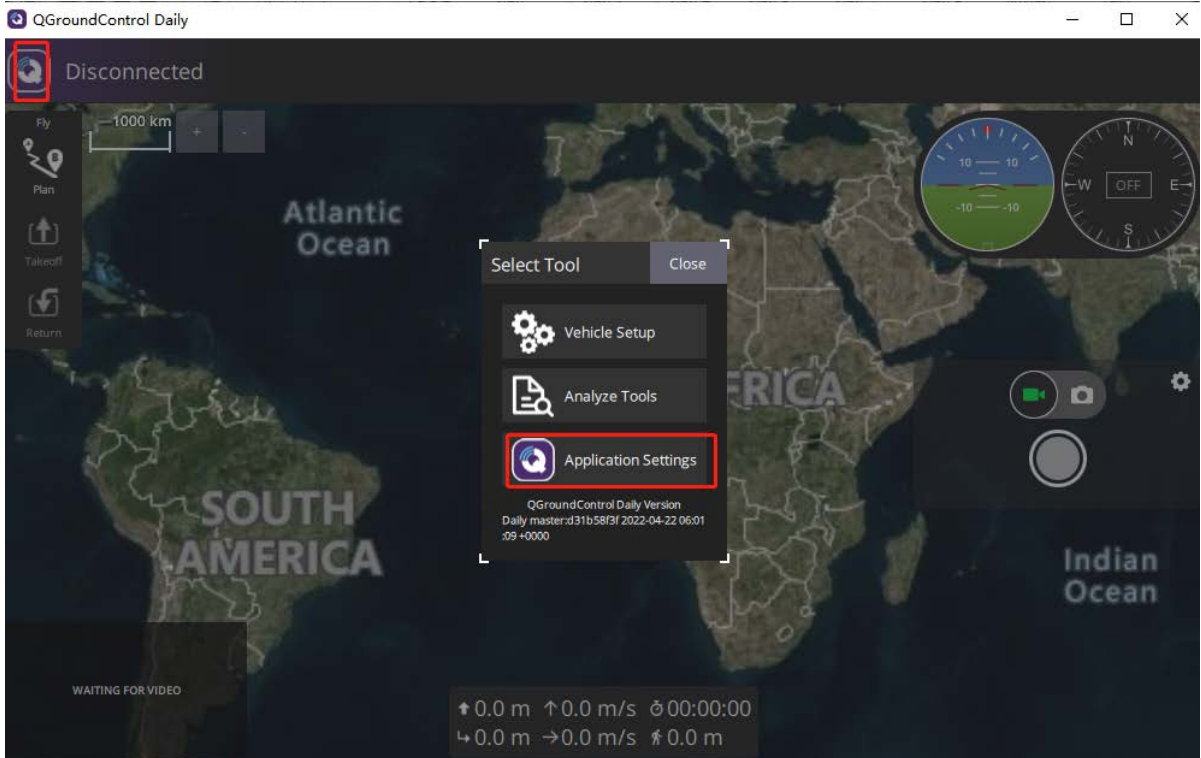 QGroundControl Daily
Disconnected
Fly
1000 km
+
-
Plan
Takeoff
Return
Atlantic
Ocean
10 10
-10 -10
N
W OFF E
S
Select Tool Close
Vehicle Setup
Analyze Tools
Application Settings
QGroundControl Daily Version
Daily master:d31b58f3f 2022-04-22 06:01
:09 +0000
FRICA
SOUTH
AMERICA
Indian
Ocean
WAITING FOR VIDEO
0.0 m 0.0 m/s 00:00:00
0.0 m 0.0 m/s 0.0 m